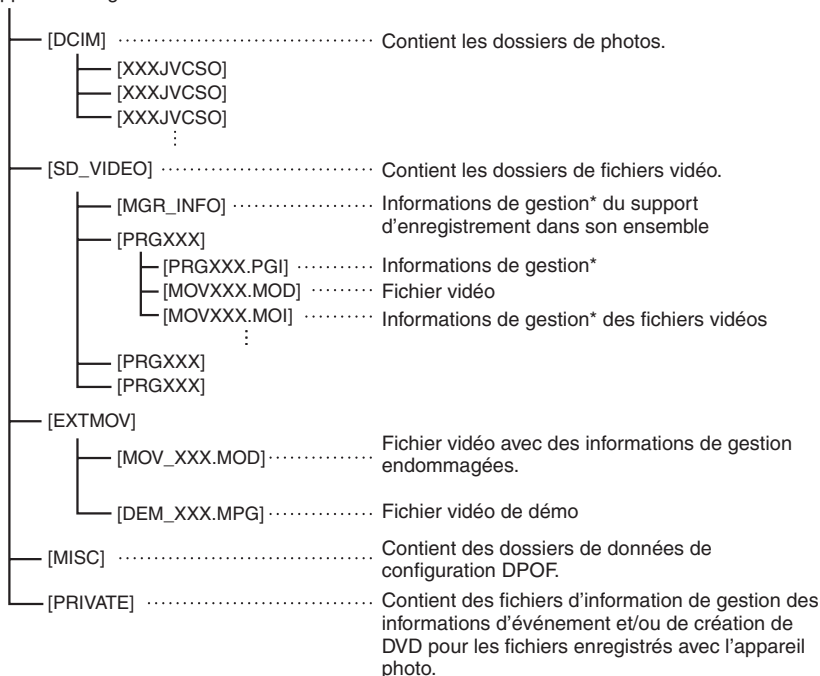 [DCIM] Contient les dossiers de photos.
[XXXJVCSO]
[XXXJVCSO]
[XXXJVCSO]
[SD_VIDEO] Contient les dossiers de fichiers vidéo.
[MGR_INFO] Informations de gestion* du support
d'enregistrement dans son ensemble
[PRGXXX]
[PRGXXX.PGI] Informations de gestion*
[MOVXXX.MOD] Fichier vidéo
[MOVXXX.MOI] Informations de gestion* des fichiers vidéos
[PRGXXX]
[PRGXXX]
[EXTMOV]
[MOV_XXX.MOD] Fichier vidéo avec des informations de gestion
endommagées.
[DEM_XXX.MPG] Fichier vidéo de démo
[MISC] Contient des dossiers de données de
configuration DPOF.
[PRIVATE] Contient des fichiers d'information de gestion des
informations d'événement et/ou de création de
DVD pour les fichiers enregistrés avec l'appareil
photo.